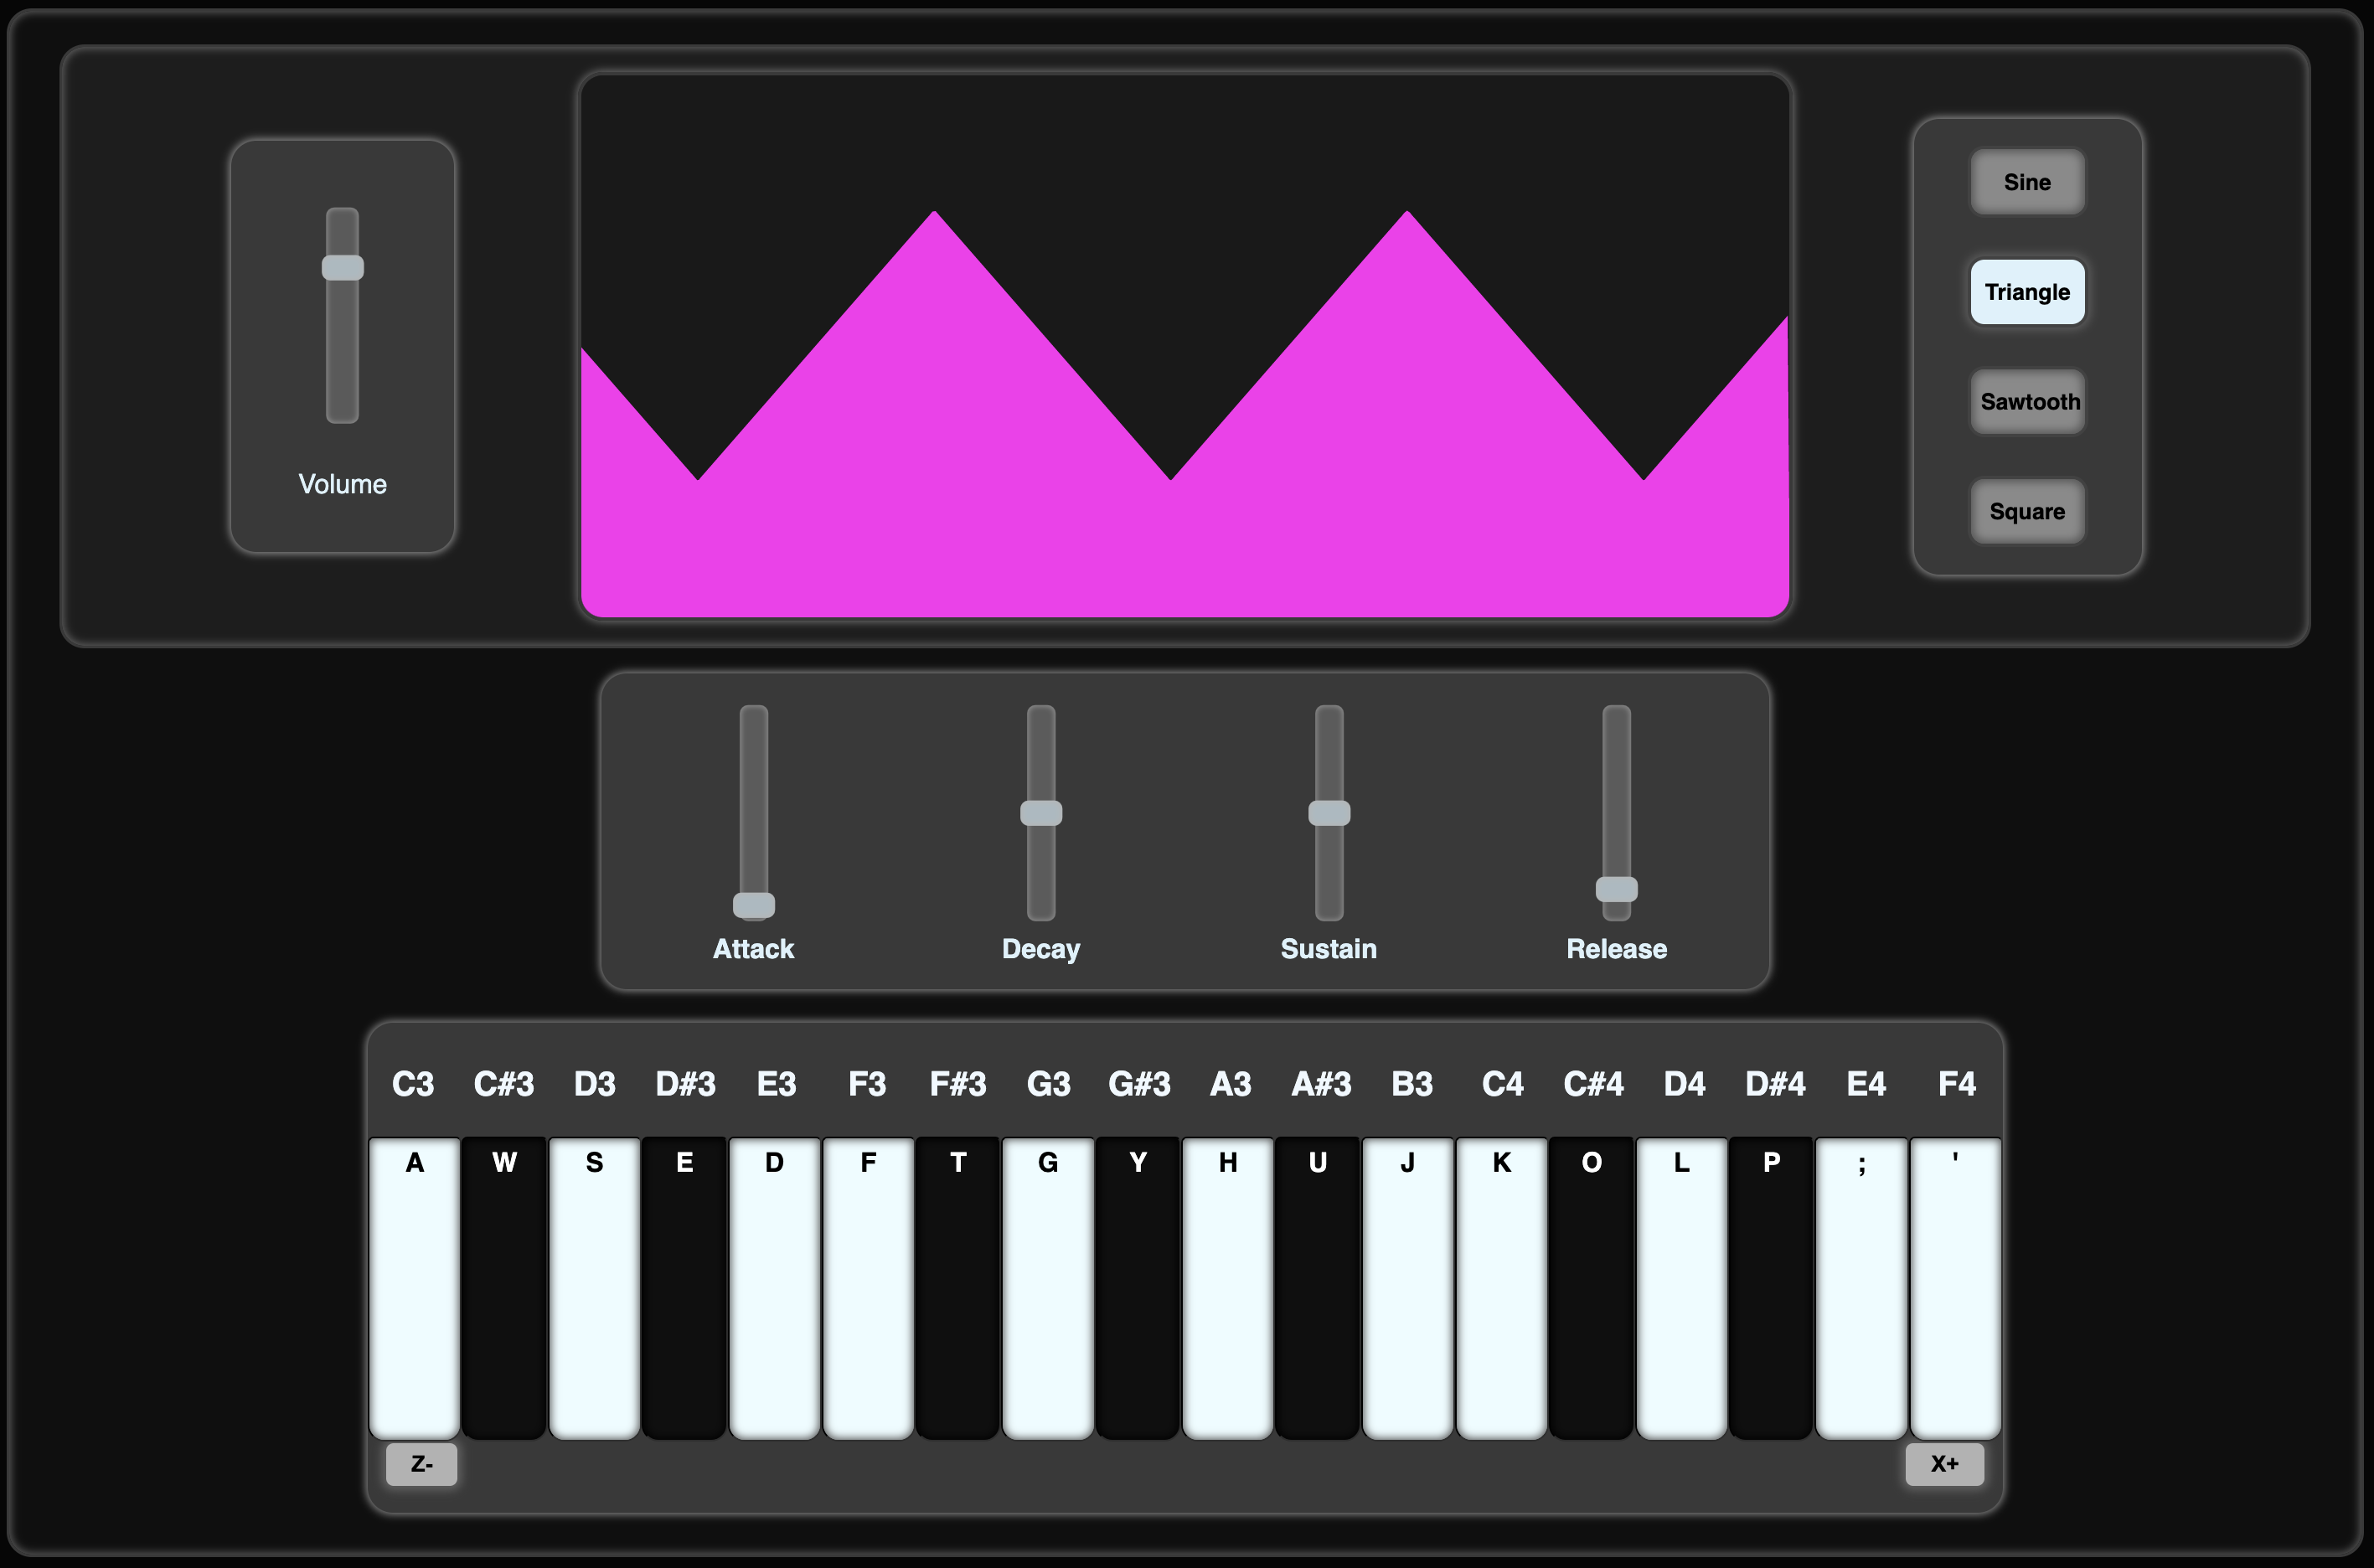 Sine
Triangle
Sawtooth
Square
Volume
Attack Decay Sustain Release
C3 C#3 D3 D#3 E3 F3 F#3 G3 G#3 A3 A#3 B3 C4 C#4 D4 D#4 E4 F4
A W S E D F T G Y H U J K O L P ; '
Z- X+